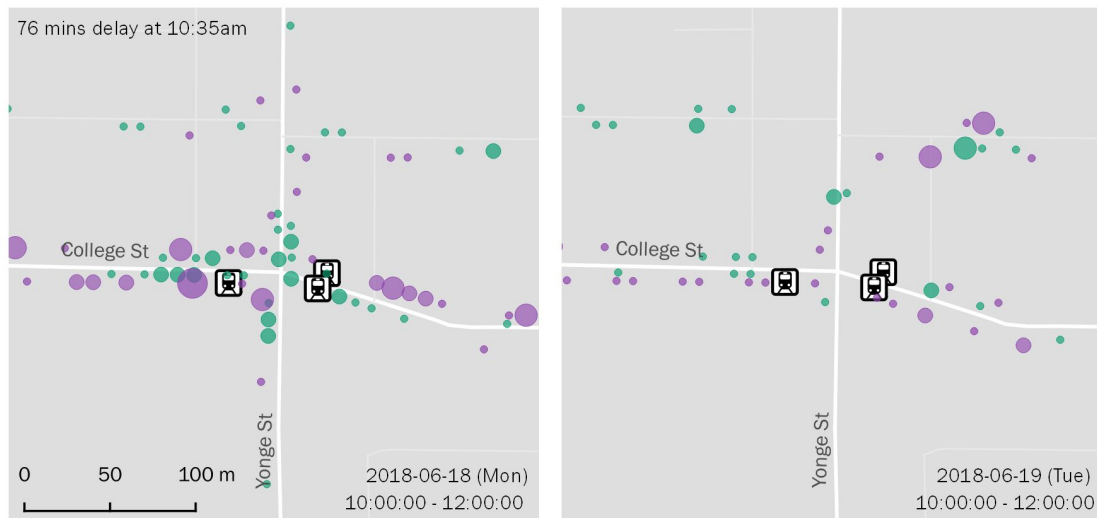 76 mins delay at 10:35am
College St
Yonge St
0 50 100 m
2018-06-18 (Mon)
10:00:00 - 12:00:00
College St
Yonge St
2018-06-19 (Tue)
10:00:00 - 12:00:00